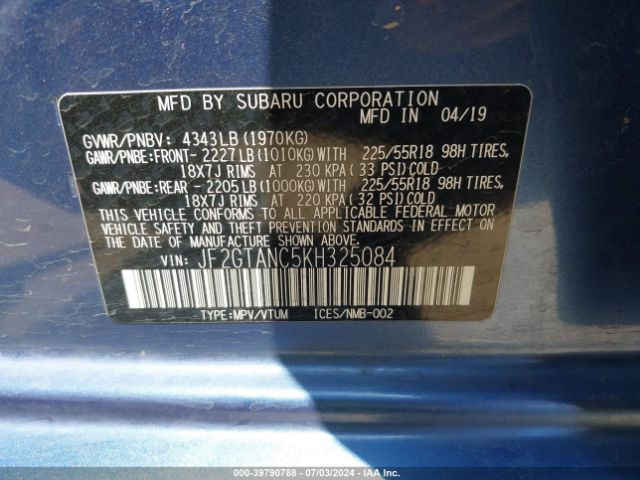 MFD BY SUBARU CORPORATION
MFD IN 04/19
GVWR/PNBV: 4343LB(1970KG)
GAWR/PNBE:FRONT- 2227LB(1010KG)WITH 225/55R18 98H TIRES,
18X7J RIMS AT 230 KPA(33 PSI)COLD
GAWR/PNBE:REAR - 2205LB(1000KG)WITH 225/55R18 98H TIRES,
18X7J RIMS AT 220 KPA(32 PSI)COLD
THIS VEHICLE CONFORMS TO ALL APPLICABLE FEDERAL MOTOR
VEHICLE SAFETY AND BUMPER STANDARDS IN EFFECT ON
THE DATE OF MANUFACTURE SHOWN ABOVE.
VIN: JF2GTANC5KH325084
TYPE:MPV/VTUM ICES/NMB-002
000-39790788 - 07/03/2024 - IAA Inc.